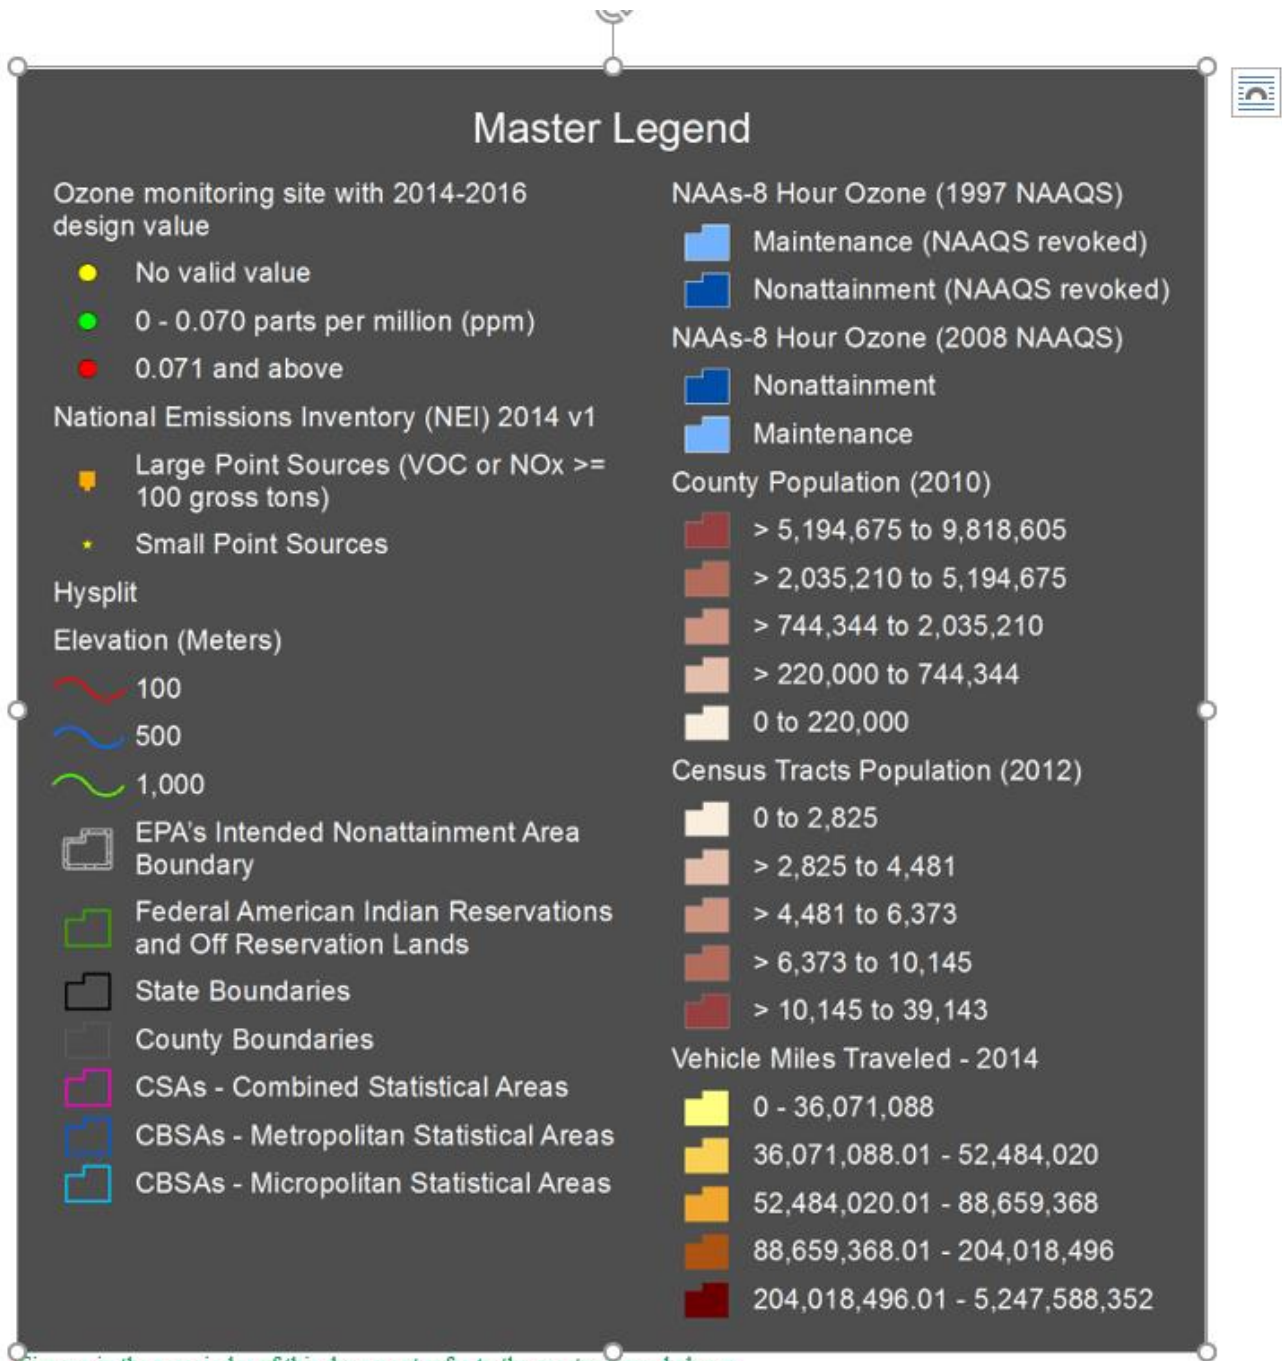 Master Legend
Ozone monitoring site with 2014-2016
design value
No valid value
0 - 0.070 parts per million (ppm)
0.071 and above
National Emissions Inventory (NEI) 2014 v1
Large Point Sources (VOC or NOx >=
100 gross tons)
Small Point Sources
Hysplit
Elevation (Meters)
100
500
1,000
EPA's Intended Nonattainment Area
Boundary
Federal American Indian Reservations
and Off Reservation Lands
State Boundaries
County Boundaries
CSAs - Combined Statistical Areas
CBSAs - Metropolitan Statistical Areas
CBSAs - Micropolitan Statistical Areas
NAAs-8 Hour Ozone (1997 NAAQS)
Maintenance (NAAQS revoked)
Nonattainment (NAAQS revoked)
NAAs-8 Hour Ozone (2008 NAAQS)
Nonattainment
Maintenance
County Population (2010)
> 5,194,675 to 9,818,605
> 2,035,210 to 5,194,675
> 744,344 to 2,035,210
> 220,000 to 744,344
0 to 220,000
Census Tracts Population (2012)
0 to 2,825
> 2,825 to 4,481
> 4,481 to 6,373
> 6,373 to 10,145
> 10,145 to 39,143
Vehicle Miles Traveled - 2014
0 - 36,071,088
36,071,088.01 - 52,484,020
52,484,020.01 - 88,659,368
88,659,368.01 - 204,018,496
204,018,496.01 - 5,247,588,352